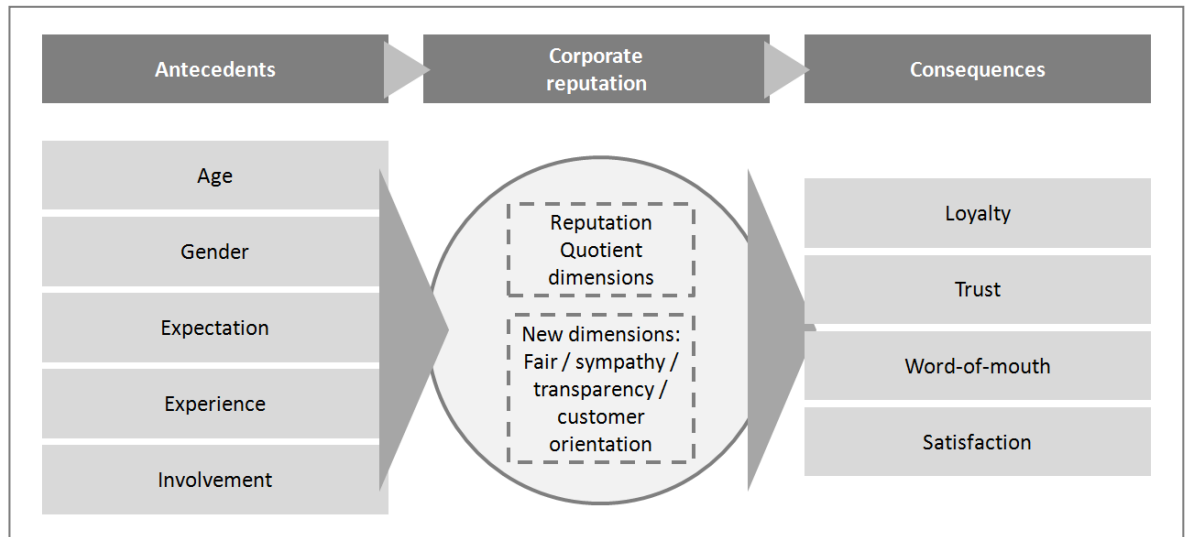 Antecedents
Corporate
reputation
Consequences
Age
Gender
Expectation
Experience
Involvement
Reputation
Quotient
dimensions
New dimensions:
Fair / sympathy /
transparency /
customer
orientation
Loyalty
Trust
Word-of-mouth
Satisfaction